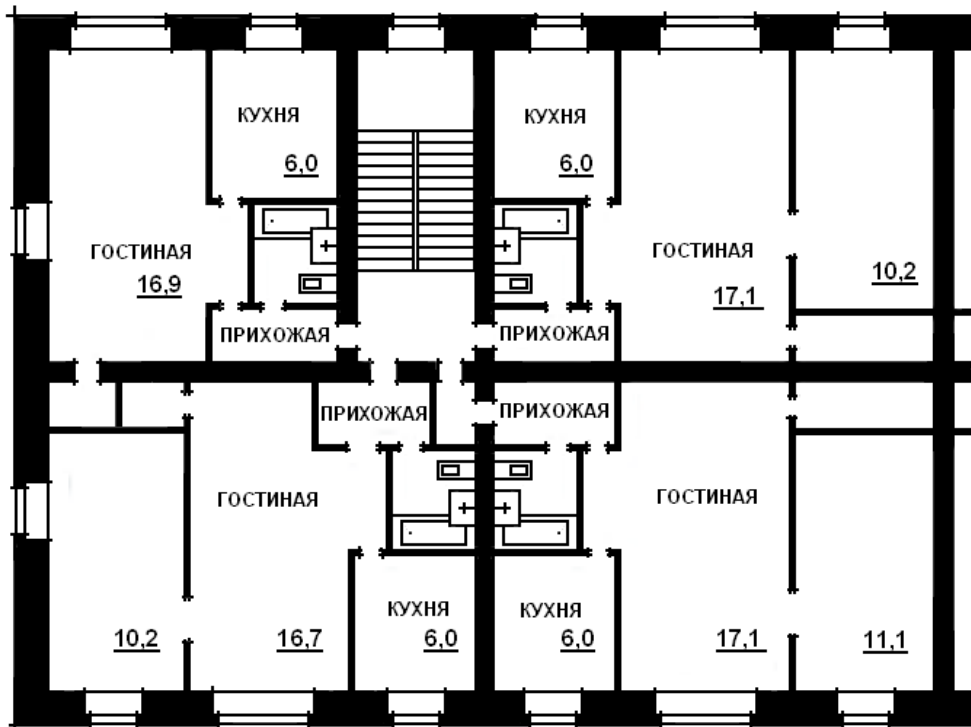 КУХНЯ
6,0
ГОСТИНАЯ
16,9
ПРИХОЖАЯ
КУХНЯ
6,0
ГОСТИНАЯ
17,1
10,2
ПРИХОЖАЯ
ПРИХОЖАЯ
ГОСТИНАЯ
10,2
16,7
КУХНЯ
6,0
ПРИХОЖАЯ
ГОСТИНАЯ
КУХНЯ
6,0
17,1
11,1